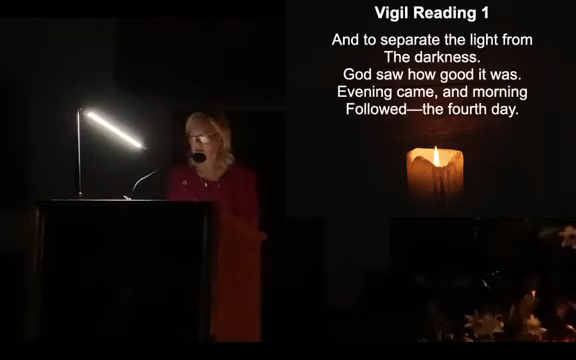 Vigil Reading 1
And to separate the light from
The darkness.
God saw how good it was.
Evening came, and morning
Followed—the fourth day.